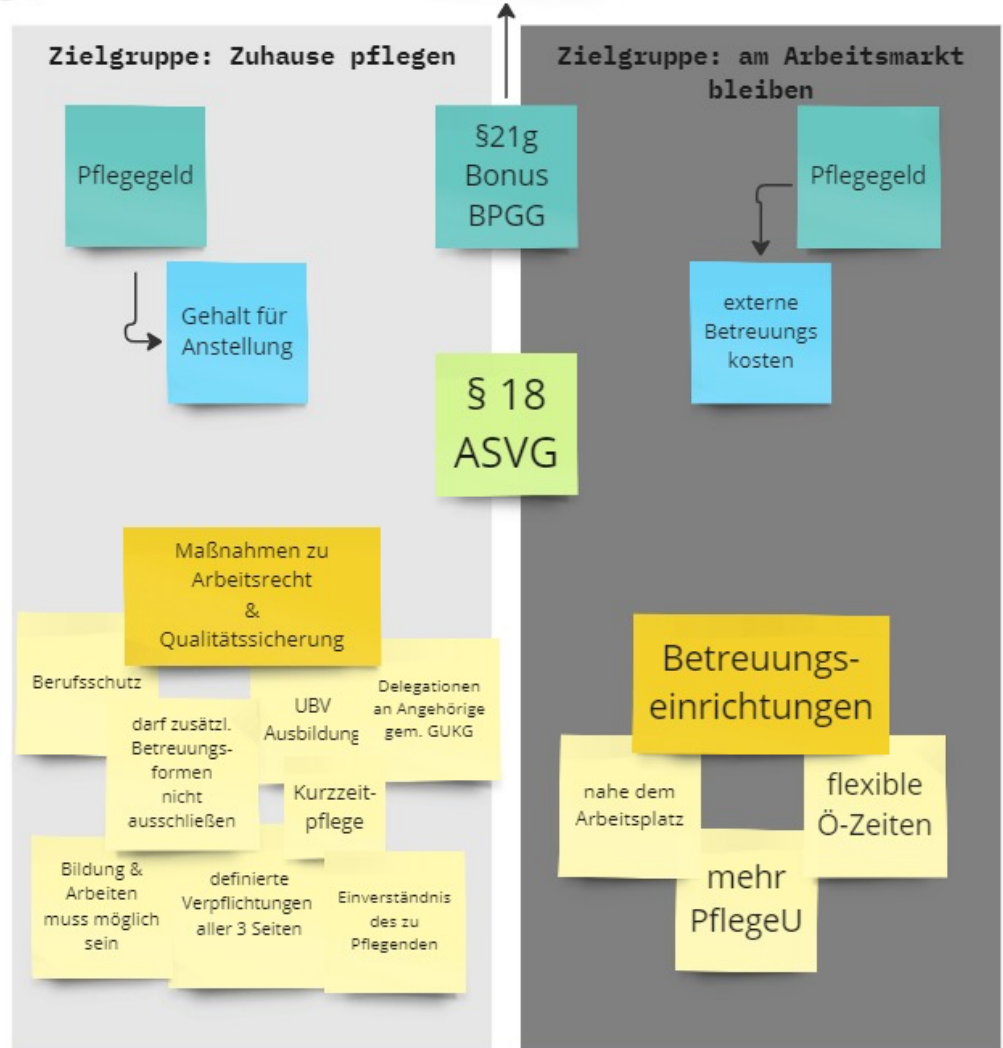 Zielgruppe: Zuhause pflegen
Pflegegeld
Gehalt für
Anstellung
§21g
Bonus
BPGG
§ 18
ASVG
Maßnahmen zu
Arbeitsrecht
&
Qualitätssicherung
Berufsschutz
darf zusätzl.
Betreuungs-
formen
nicht
ausschließen
UBV
Ausbildung
Delegationen
an Angehörige
gem. GUKG
Kurzzeit-
pflege
Bildung &
Arbeiten
muss möglich
sein
definierte
Verpflichtungen
aller 3 Seiten
Einverständnis
des zu
Pflegenden
Zielgruppe: am Arbeitsmarkt
bleiben
Pflegegeld
externe
Betreuungs
kosten
Betreuungs-
einrichtungen
nahe dem
Arbeitsplatz
flexible
Ö-Zeiten
mehr
PflegeU